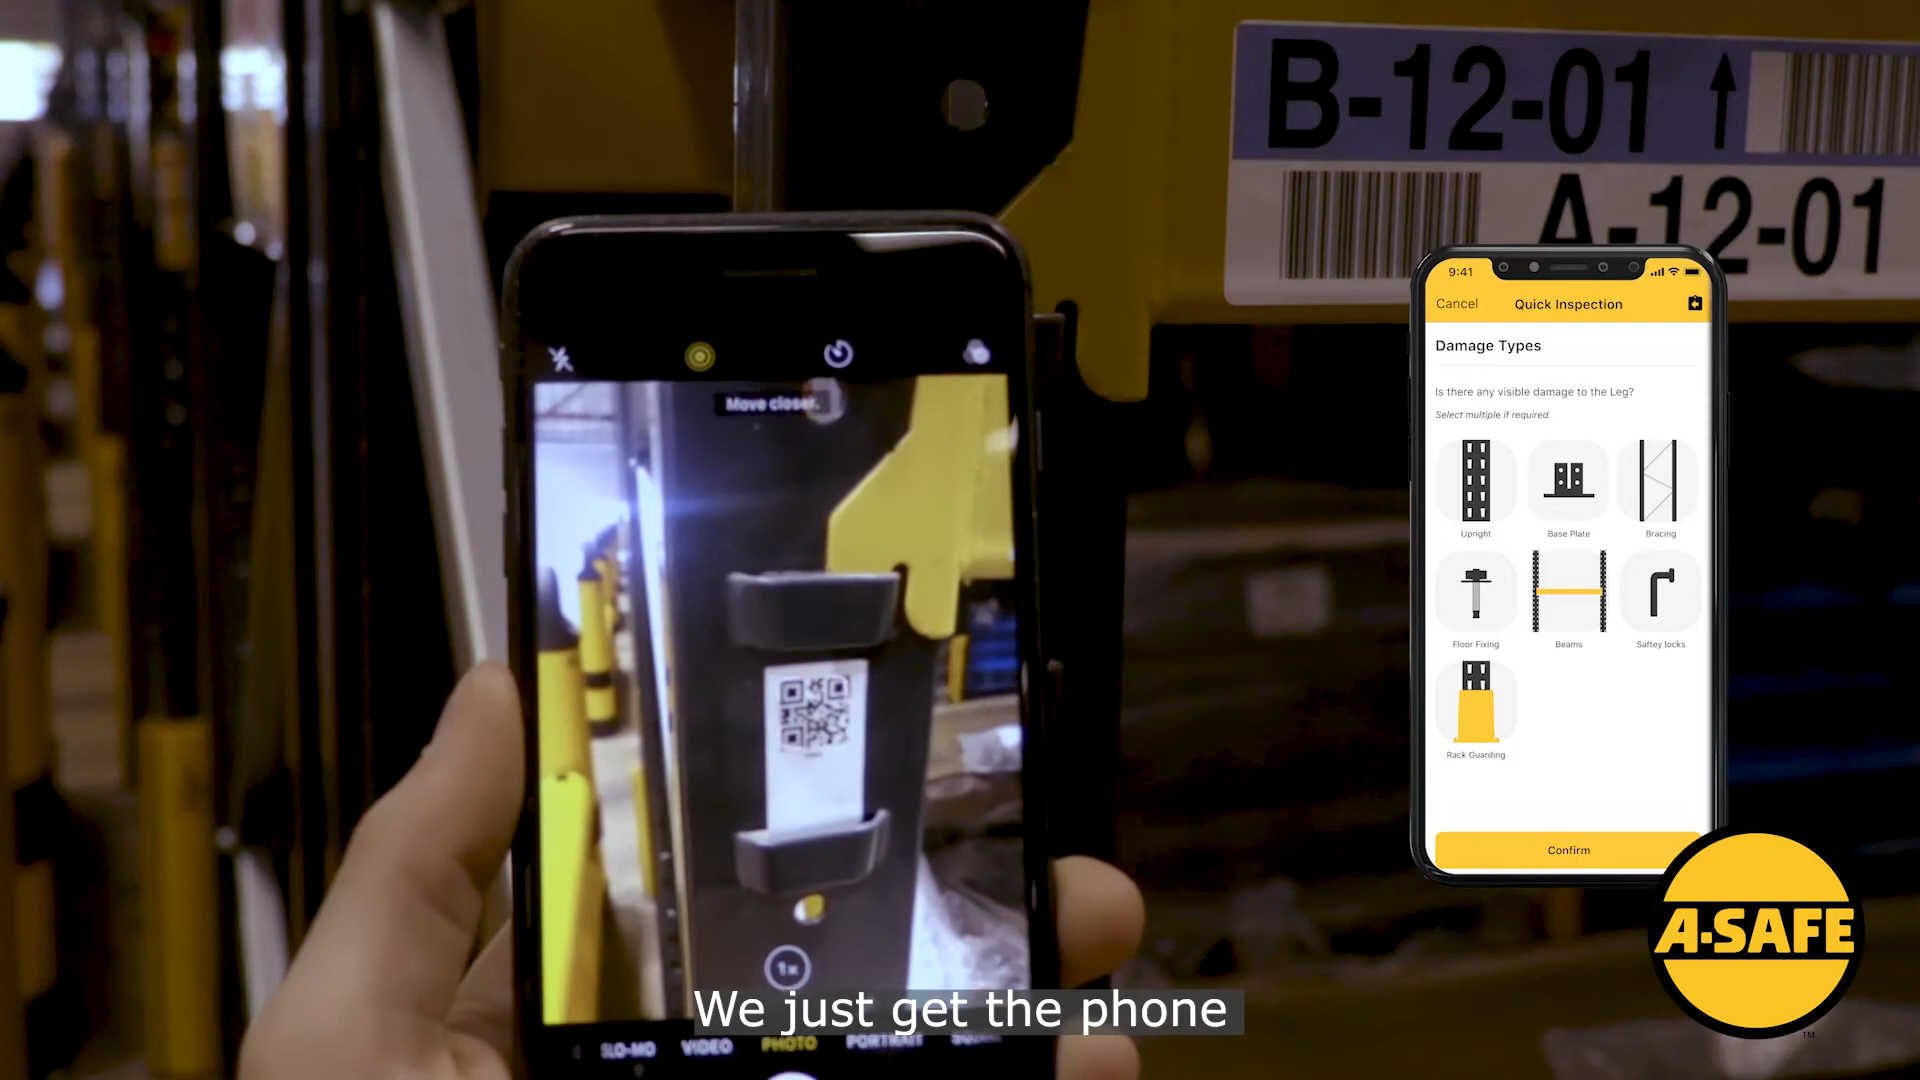 B-12-01
A-12-01
Move closer.
1x
SLO-MO VIDEO PHOTO PORTRAIT
We just get the phone
9:41
Cancel Quick Inspection
Damage Types
Is there any visible damage to the Leg?
Select multiple if required.
Upright Base Plate Bracing
Floor Fixing Beams Saftey locks
Rack Guarding
Confirm
A-SAFE
TM